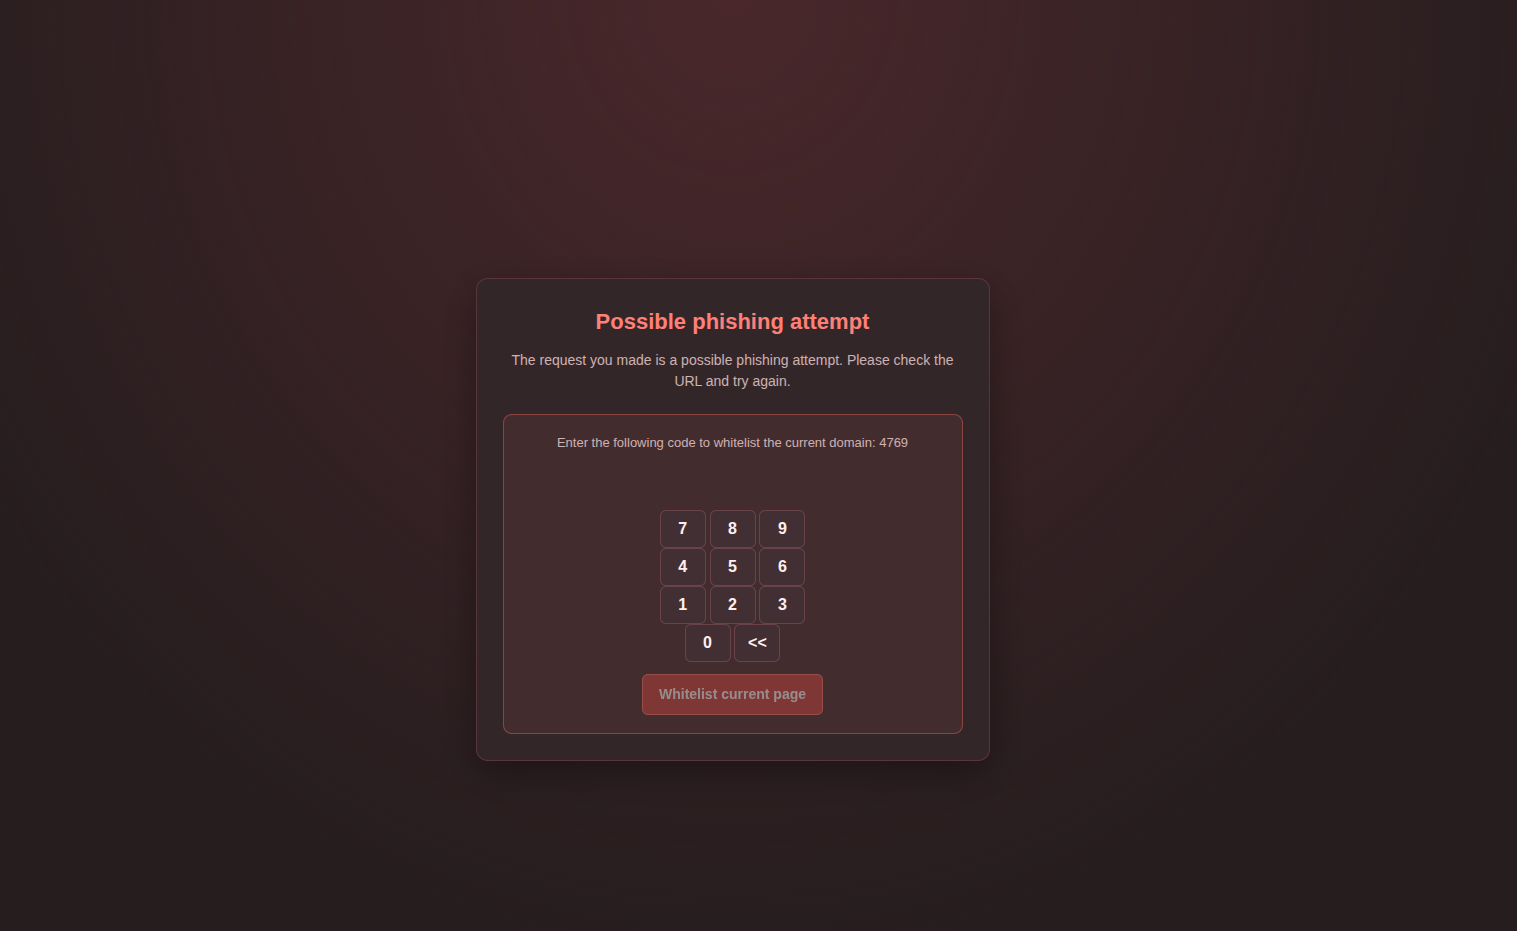 Possible phishing attempt
The request you made is a possible phishing attempt. Please check the
URL and try again.
Enter the following code to whitelist the current domain: 4769
7 8 9
4 5 6
1 2 3
0 <<
Whitelist current page